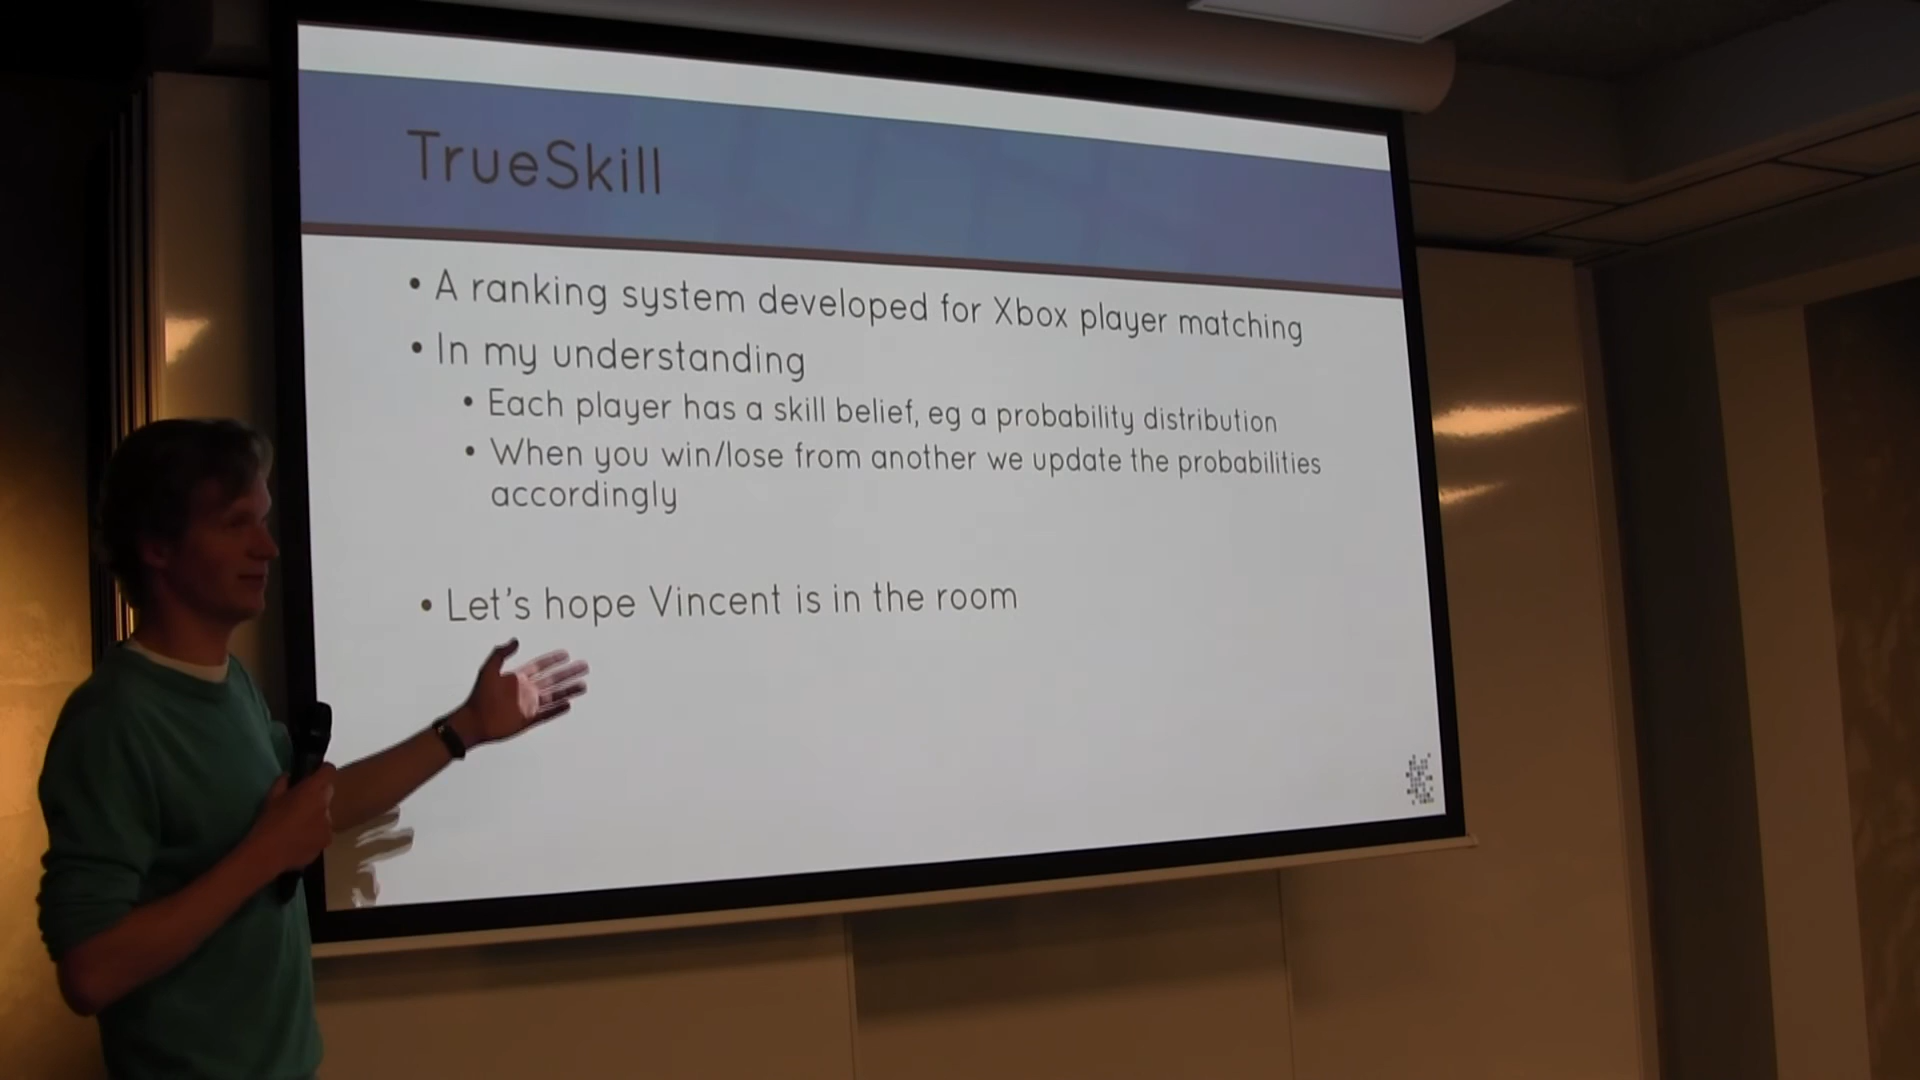 TrueSkill
• A ranking system developed for Xbox player matching
• In my understanding
• Each player has a skill belief, eg a probability distribution
• When you win/lose from another we update the probabilities
accordingly
• Let's hope Vincent is in the room